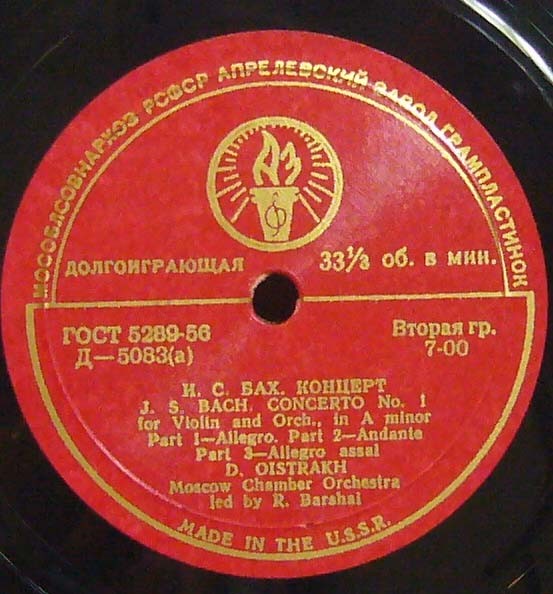 МОСОБЛСОВНАРХОЗ РСФСР АПРЕЛЕВСКИЙ ЗАВОД ГРАМПЛАСТИНОК
АЗ
ДОЛГОИГРАЮЩАЯ 33⅓ об. в мин.
ГОСТ 5289-56 Вторая гр.
Д—5083(а) 7-00
И. С. БАХ. КОНЦЕРТ
J. S. BACH. CONCERTO No. 1
for Violin and Orch., in A minor
Part 1—Allegro. Part 2—Andante
Part 3—Allegro assai
D. OISTRAKH
Moscow Chamber Orchestra
led by R. Barshai
MADE IN THE U.S.S.R.